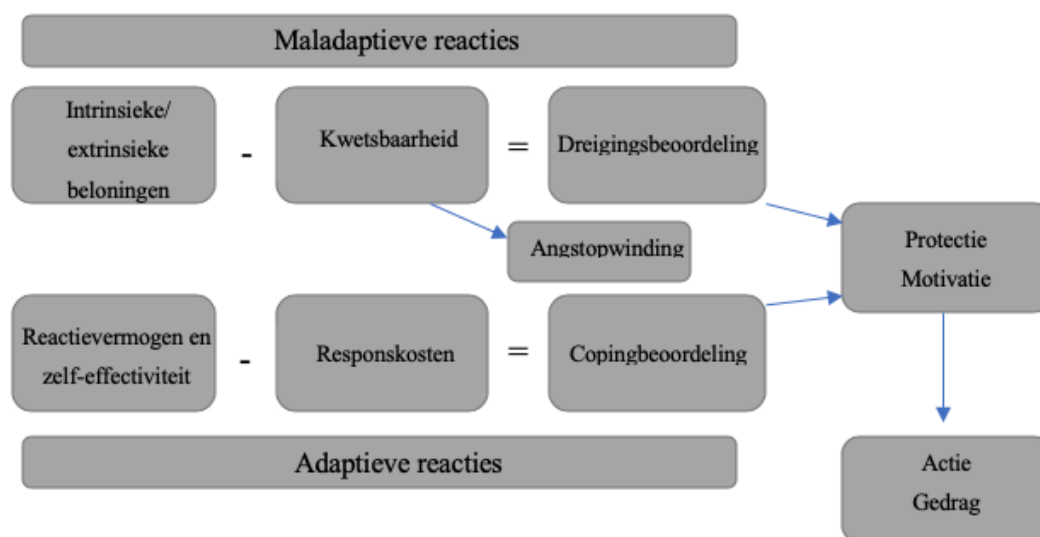 Maladaptieve reacties
Intrinsieke/
extrinsieke
beloningen
-
Kwetsbaarheid
=
Dreigingsbeoordeling
Angstopwinding
Protectie
Motivatie
Reactievermogen en
zelf-effectiviteit
-
Responskosten
=
Copingbeoordeling
Adaptieve reacties
Actie
Gedrag